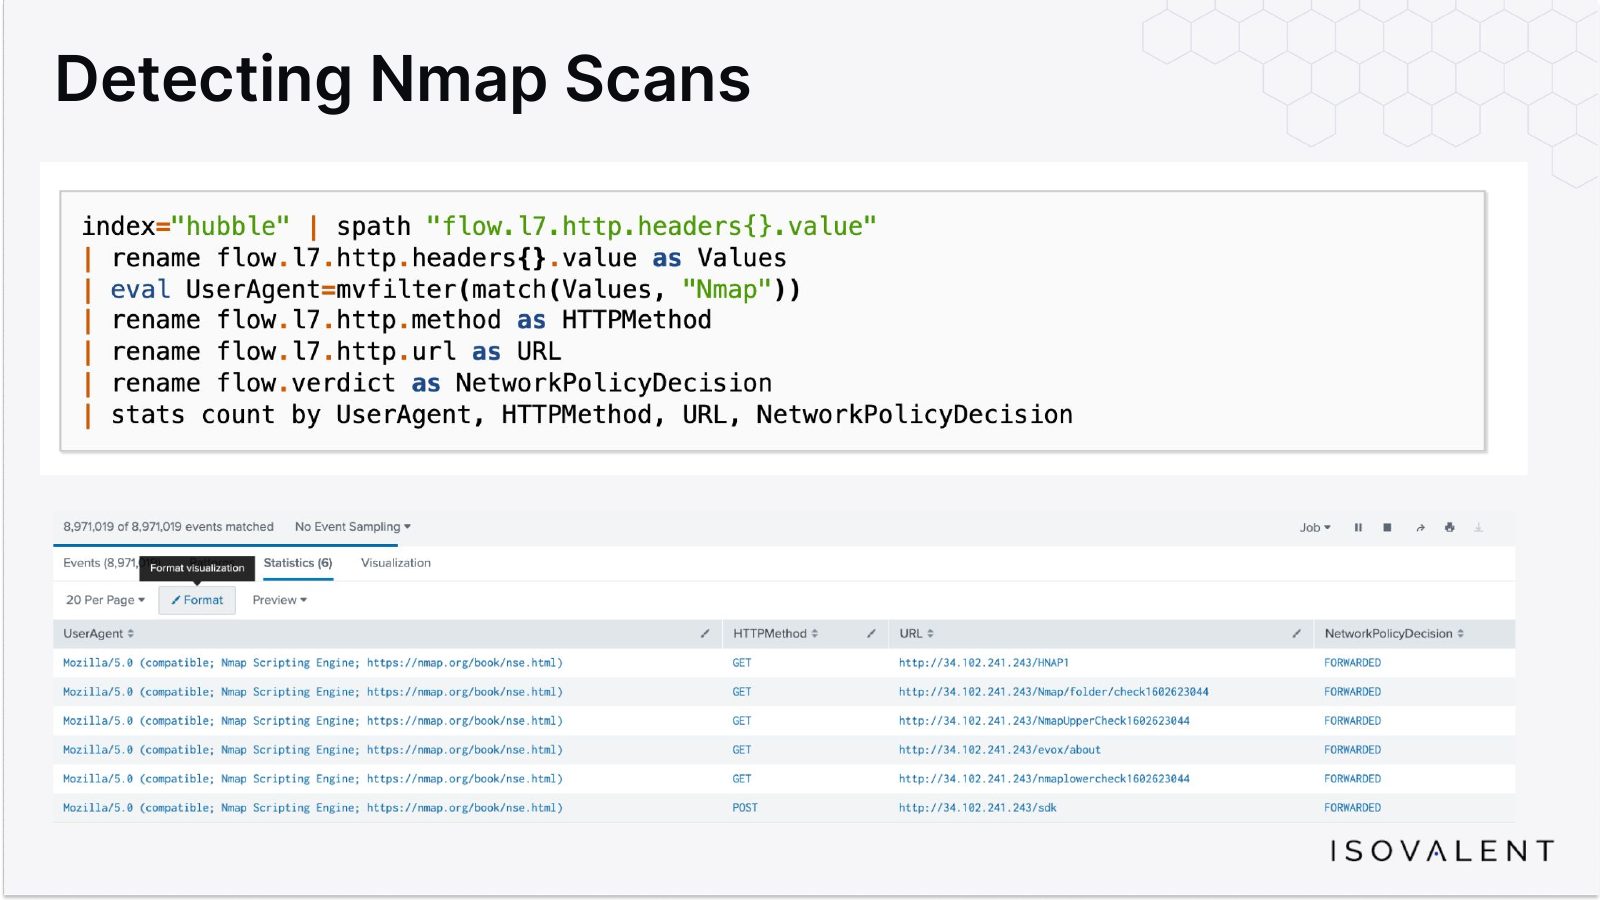 Detecting Nmap Scans
index="hubble" | spath "flow.l7.http.headers{}.value"
| rename flow.l7.http.headers{}.value as Values
| eval UserAgent=mvfilter(match(Values, "Nmap"))
| rename flow.l7.http.method as HTTPMethod
| rename flow.l7.http.url as URL
| rename flow.verdict as NetworkPolicyDecision
| stats count by UserAgent, HTTPMethod, URL, NetworkPolicyDecision
8,971,019 of 8,971,019 events matched No Event Sampling Job
Events (8,971, Statistics (6) Visualization
Format visualization
20 Per Page Format Preview
UserAgent HTTPMethod URL NetworkPolicyDecision
Mozilla/5.0 (compatible; Nmap Scripting Engine; https://nmap.org/book/nse.html) GET http://34.102.241.243/HNAP1 FORWARDED
Mozilla/5.0 (compatible; Nmap Scripting Engine; https://nmap.org/book/nse.html) GET http://34.102.241.243/Nmap/folder/check1602623044 FORWARDED
Mozilla/5.0 (compatible; Nmap Scripting Engine; https://nmap.org/book/nse.html) GET http://34.102.241.243/NmapUpperCheck1602623044 FORWARDED
Mozilla/5.0 (compatible; Nmap Scripting Engine; https://nmap.org/book/nse.html) GET http://34.102.241.243/evox/about FORWARDED
Mozilla/5.0 (compatible; Nmap Scripting Engine; https://nmap.org/book/nse.html) GET http://34.102.241.243/nmaplowercheck1602623044 FORWARDED
Mozilla/5.0 (compatible; Nmap Scripting Engine; https://nmap.org/book/nse.html) POST http://34.102.241.243/sdk FORWARDED
ISOVALENT